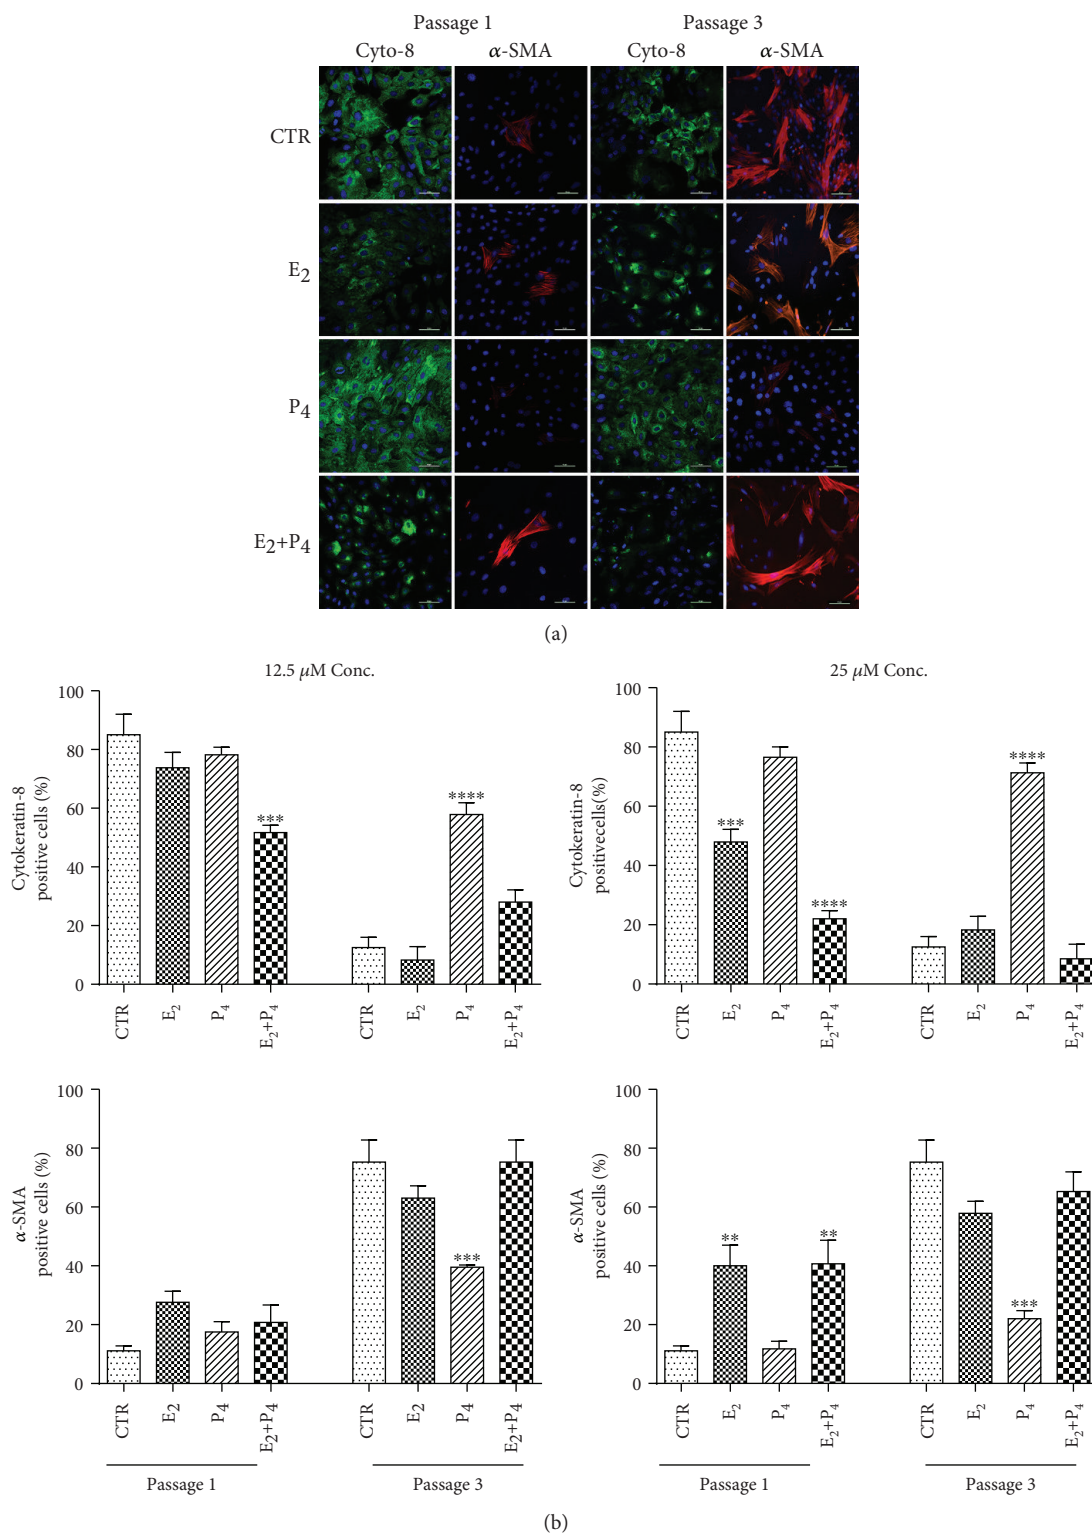 Passage 1 Passage 3
Cyto-8 α-SMA Cyto-8 α-SMA
CTR
E2
P4
E2+P4
(a)
12.5 μM Conc.
Cytokeratin-8
positive cells (%)
100
80
60
40
20
0
***
****
CTR E2 P4 E2+P4 CTR E2 P4 E2+P4
25 μM Conc.
Cytokeratin-8
positivecells(%)
100
80
60
40
20
0
***
****
****
CTR E2 P4 E2+P4 CTR E2 P4 E2+P4
α-SMA
positive cells (%)
100
80
60
40
20
0
***
CTR E2 P4 E2+P4 CTR E2 P4 E2+P4
Passage 1 Passage 3
α-SMA
positive cells (%)
100
80
60
40
20
0
**
**
***
CTR E2 P4 E2+P4 CTR E2 P4 E2+P4
Passage 1 Passage 3
(b)